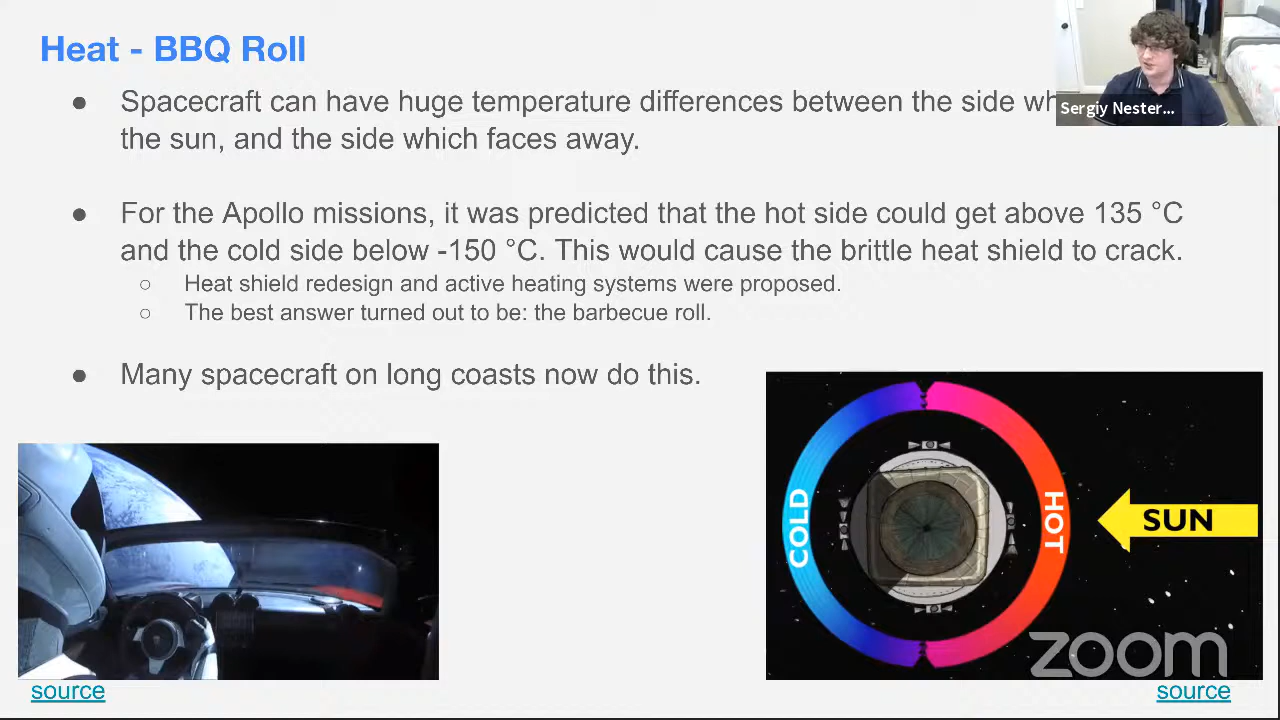 Heat - BBQ Roll
● Spacecraft can have huge temperature differences between the side
Sergiy Nester...
the sun, and the side which faces away.
● For the Apollo missions, it was predicted that the hot side could get above 135 °C
and the cold side below -150 °C. This would cause the brittle heat shield to crack.
○ Heat shield redesign and active heating systems were proposed.
○ The best answer turned out to be: the barbecue roll.
● Many spacecraft on long coasts now do this.
COLD
HOT
SUN
zoom
source
source